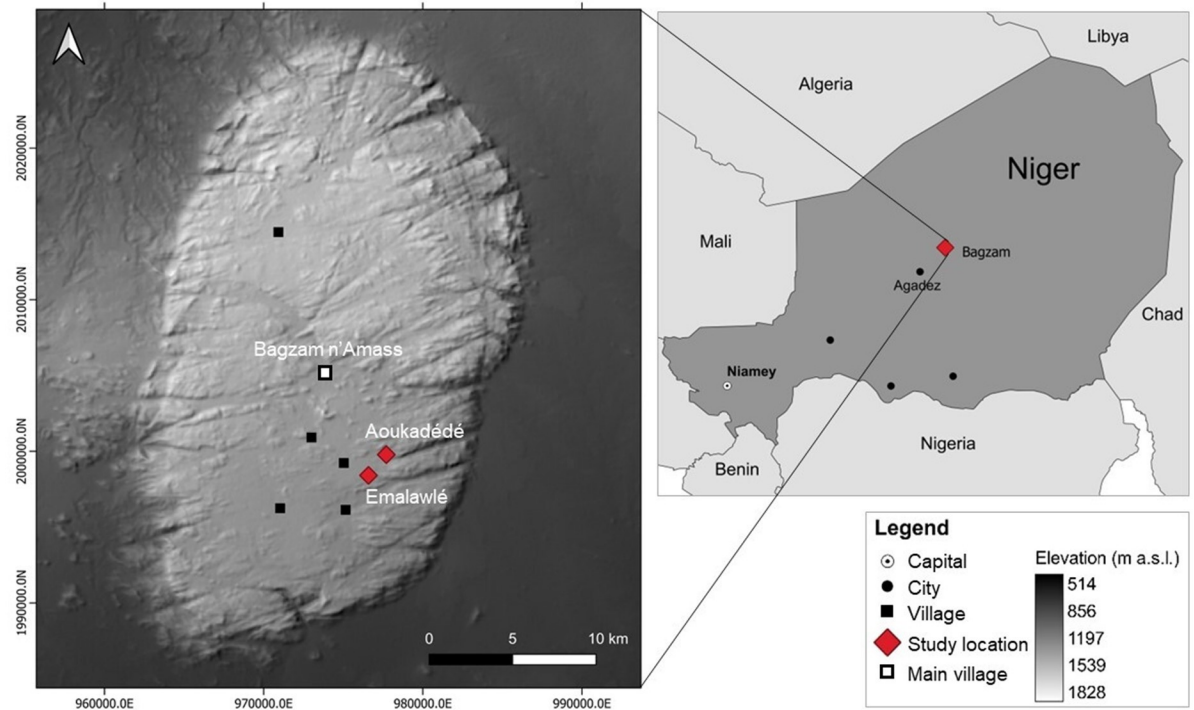 2020000.0N
2010000.0N
2000000.0N
1990000.0N
960000.0E
970000.0E
980000.0E
990000.0E
Bagzam n'Amass
Aoukadédé
Emalawlé
0 5 10 km
Libya
Algeria
Niger
Mali
Bagzam
Agadez
Chad
Niamey
Nigeria
Benin
Legend
Capital
City
Village
Study location
Main village
Elevation (m a.s.l.)
514
856
1197
1539
1828